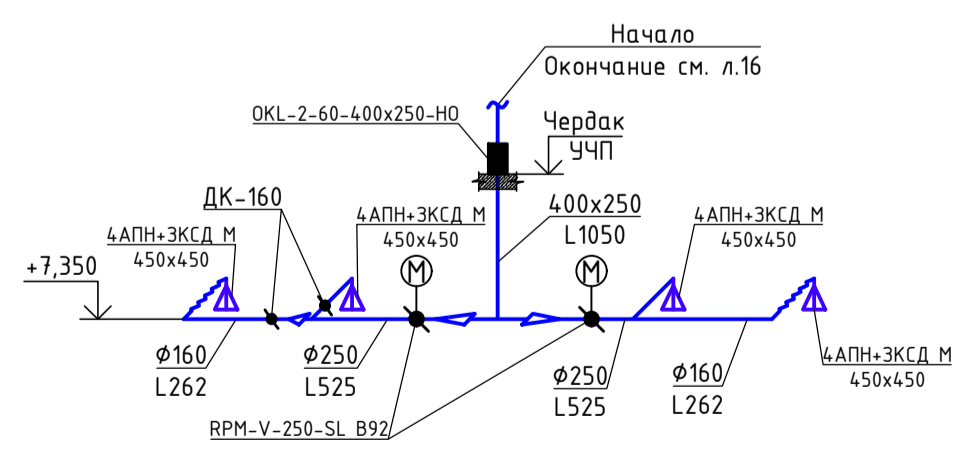 Начало
Окончание см. л.16
OKL-2-60-400x250-НО
Чердак
УЧП
ДК-160
4АПН+3КСД М
450x450
400x250
L1050
4АПН+3КСД М
450x450
4АПН+3КСД М
450x450
+7,350
M
M
Ф160
L262
Ф250
L525
Ф250
L525
Ф160
L262
4АПН+3КСД М
450x450
RPM-V-250-SL B92